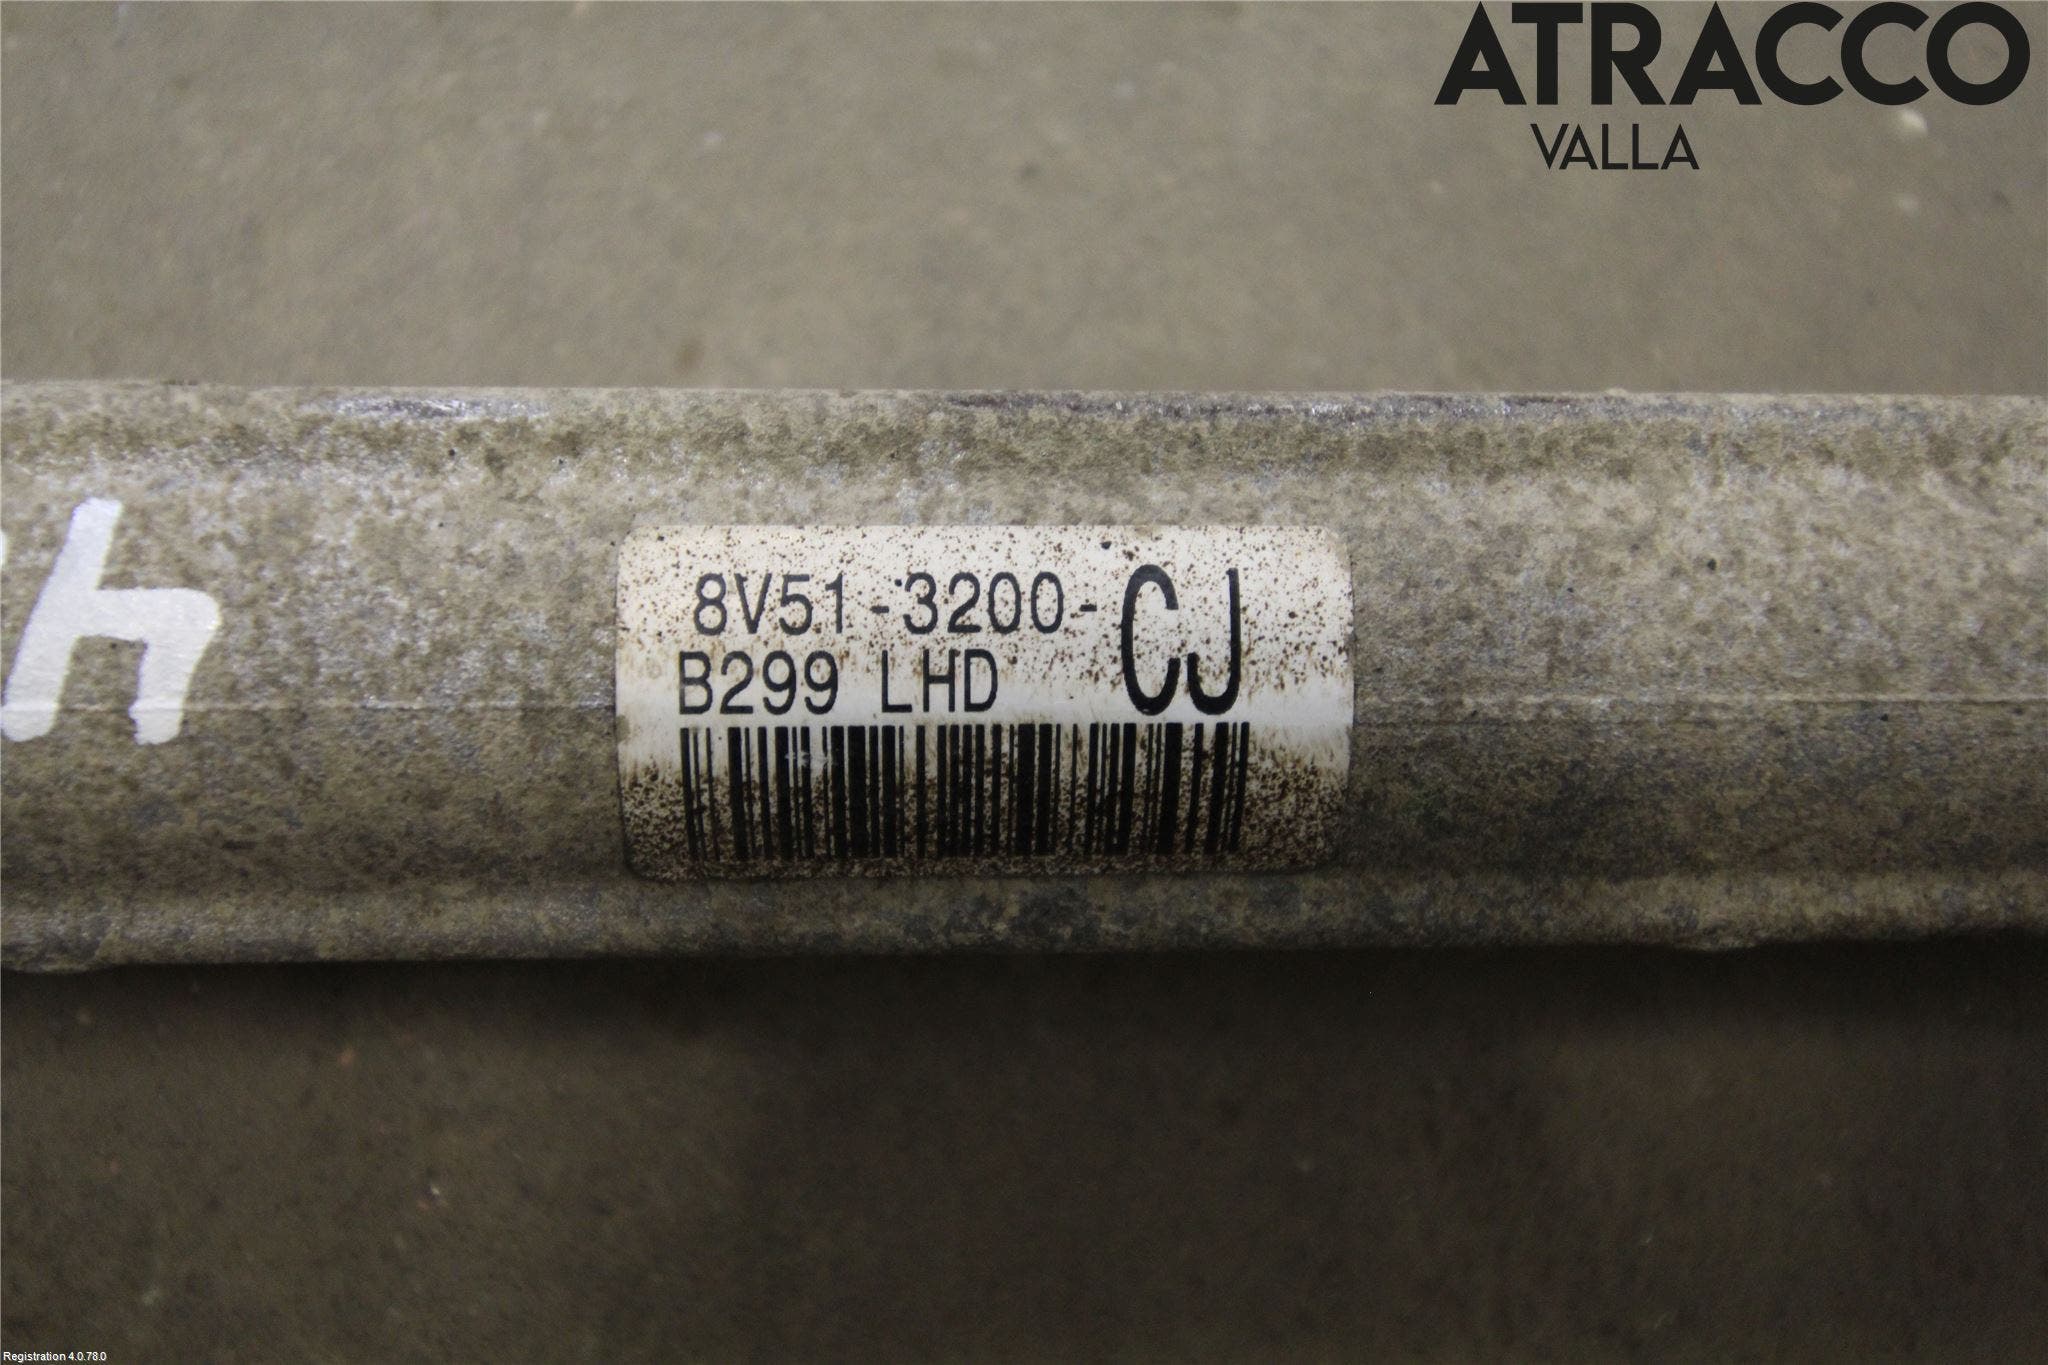 ATRACCO
VALLA
8V51-3200-CJ
B299 LHD
Registration 4.0.78.0